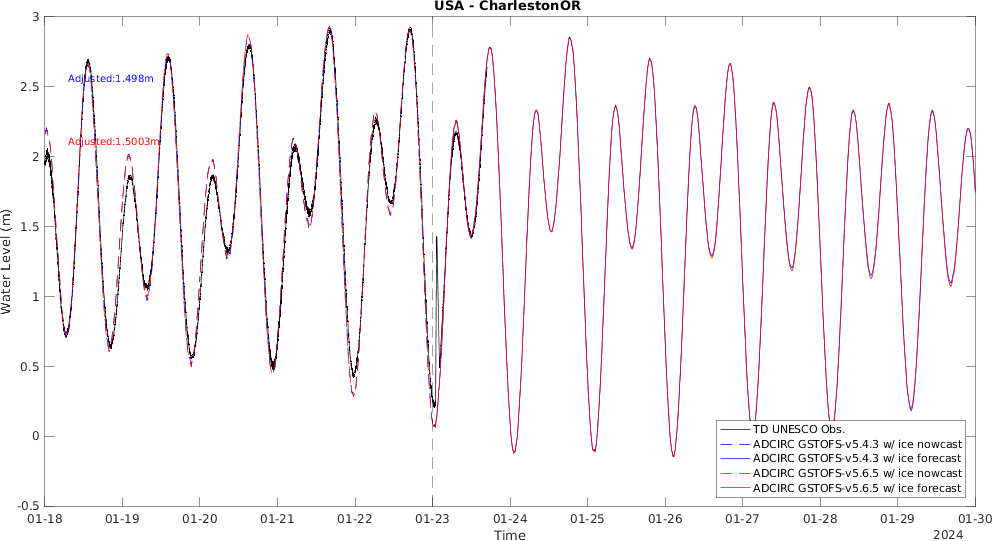 USA - CharlestonOR
3
2.5
2
1.5
1
0.5
0
-0.5
Water Level (m)
Adjusted:1.498m
Adjusted:1.5003m
TD UNESCO Obs.
ADCIRC GSTOFS-v5.4.3 w/ ice nowcast
ADCIRC GSTOFS-v5.4.3 w/ ice forecast
ADCIRC GSTOFS-v5.6.5 w/ ice nowcast
ADCIRC GSTOFS-v5.6.5 w/ ice forecast
01-18 01-19 01-20 01-21 01-22 01-23 01-24 01-25 01-26 01-27 01-28 01-29 01-30
Time
2024